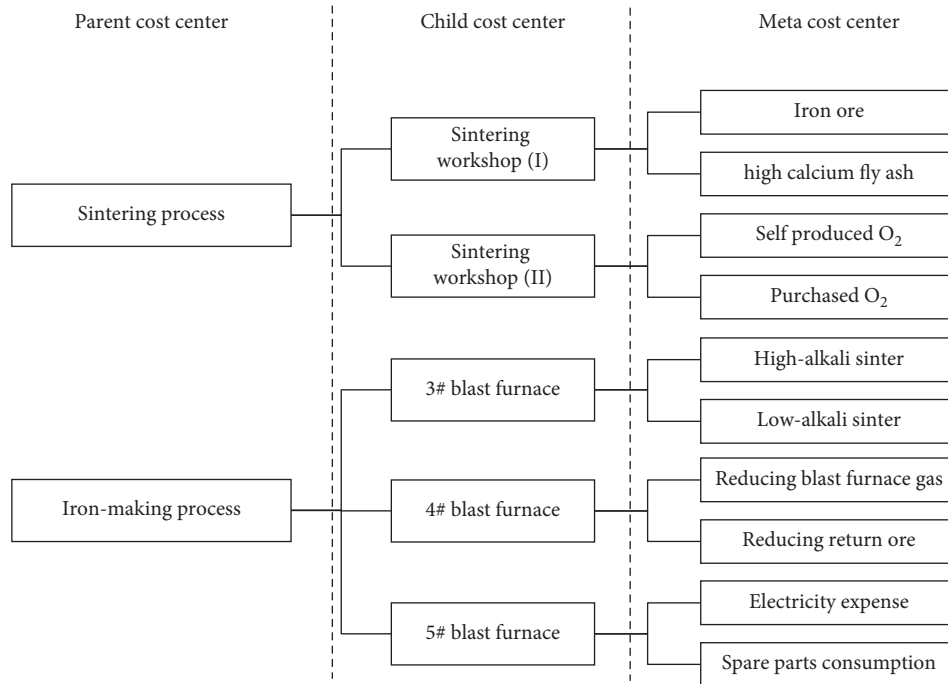 Parent cost center
Child cost center
Meta cost center
Sintering process
Sintering
workshop (I)
Iron ore
high calcium fly ash
Sintering
workshop (II)
Self produced O₂
Purchased O₂
Iron-making process
3# blast furnace
High-alkali sinter
Low-alkali sinter
4# blast furnace
Reducing blast furnace gas
Reducing return ore
5# blast furnace
Electricity expense
Spare parts consumption